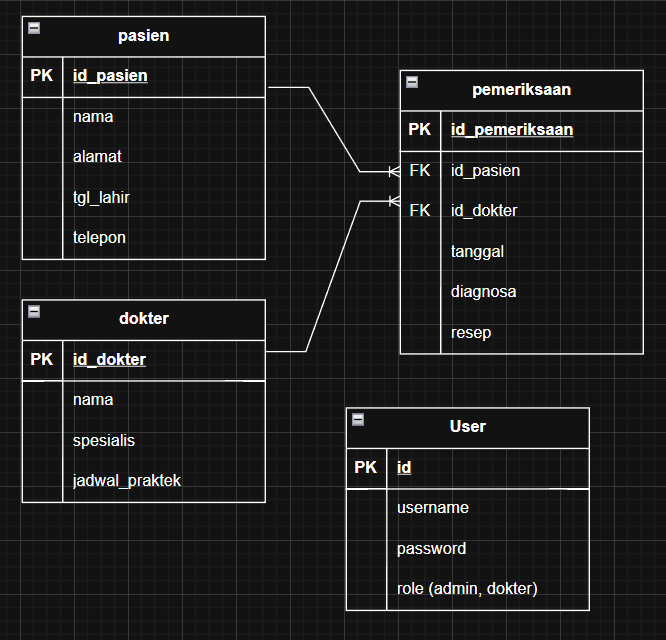 pasien
PK id_pasien
nama
alamat
tgl_lahir
telepon
pemeriksaan
PK id_pemeriksaan
FK id_pasien
FK id_dokter
tanggal
diagnosa
resep
dokter
PK id_dokter
nama
spesialis
jadwal_praktek
User
PK id
username
password
role (admin, dokter)